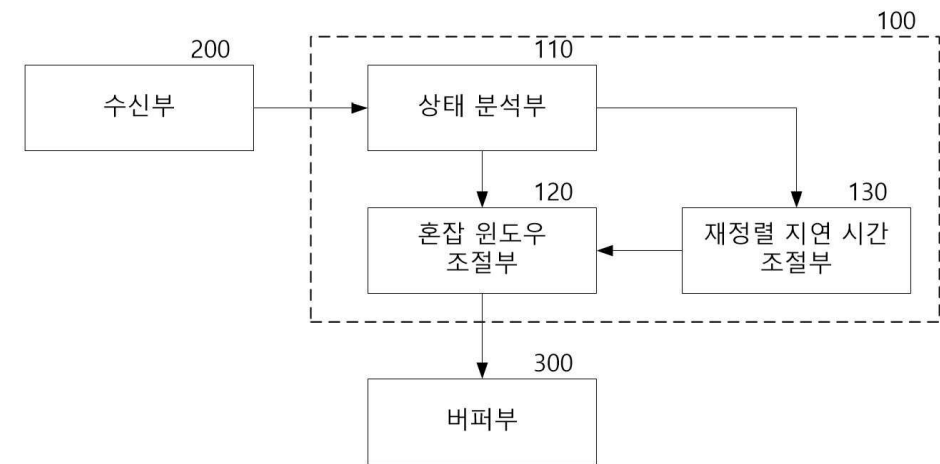 100
200
110
수신부
상태 분석부
120
130
혼잡 윈도우
조절부
재정렬 지연 시간
조절부
300
버퍼부